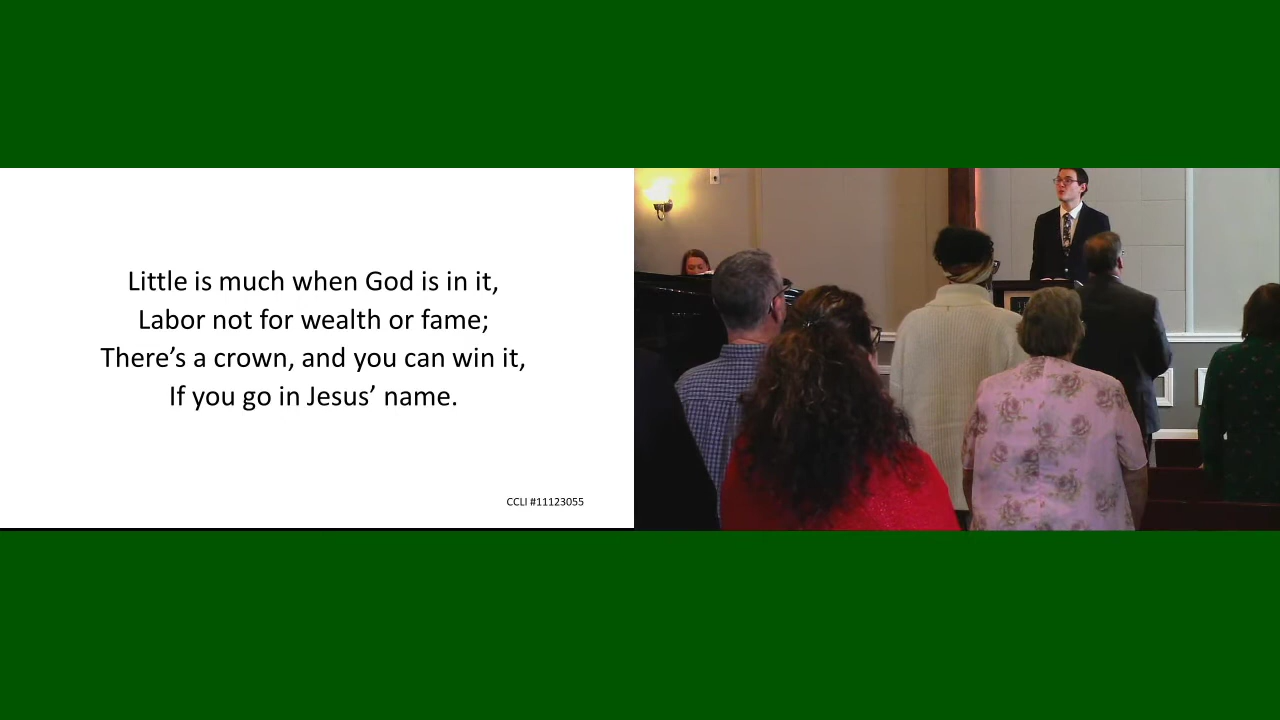 Little is much when God is in it,
Labor not for wealth or fame;
There’s a crown, and you can win it,
If you go in Jesus’ name.
CCLI #11123055